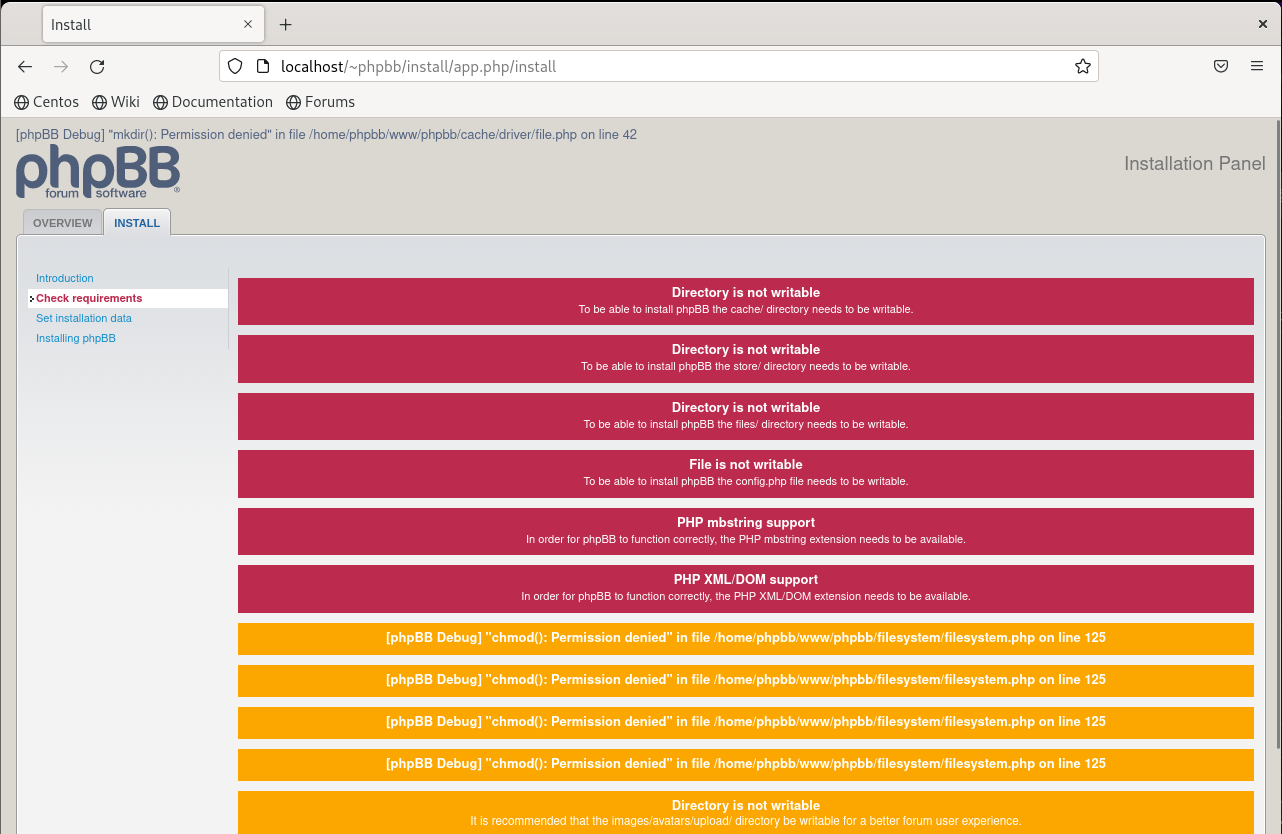 Install
localhost/~phpbb/install/app.php/install
Centos Wiki Documentation Forums
[phpBB Debug] "mkdir(): Permission denied" in file /home/phpbb/www/phpbb/cache/driver/file.php on line 42
phpBB®
forum software
Installation Panel
OVERVIEW INSTALL
Introduction
Check requirements
Set installation data
Installing phpBB
Directory is not writable
To be able to install phpBB the cache/ directory needs to be writable.
Directory is not writable
To be able to install phpBB the store/ directory needs to be writable.
Directory is not writable
To be able to install phpBB the files/ directory needs to be writable.
File is not writable
To be able to install phpBB the config.php file needs to be writable.
PHP mbstring support
In order for phpBB to function correctly, the PHP mbstring extension needs to be available.
PHP XML/DOM support
In order for phpBB to function correctly, the PHP XML/DOM extension needs to be available.
[phpBB Debug] "chmod(): Permission denied" in file /home/phpbb/www/phpbb/filesystem/filesystem.php on line 125
[phpBB Debug] "chmod(): Permission denied" in file /home/phpbb/www/phpbb/filesystem/filesystem.php on line 125
[phpBB Debug] "chmod(): Permission denied" in file /home/phpbb/www/phpbb/filesystem/filesystem.php on line 125
[phpBB Debug] "chmod(): Permission denied" in file /home/phpbb/www/phpbb/filesystem/filesystem.php on line 125
Directory is not writable
It is recommended that the images/avatars/upload/ directory be writable for a better forum user experience.